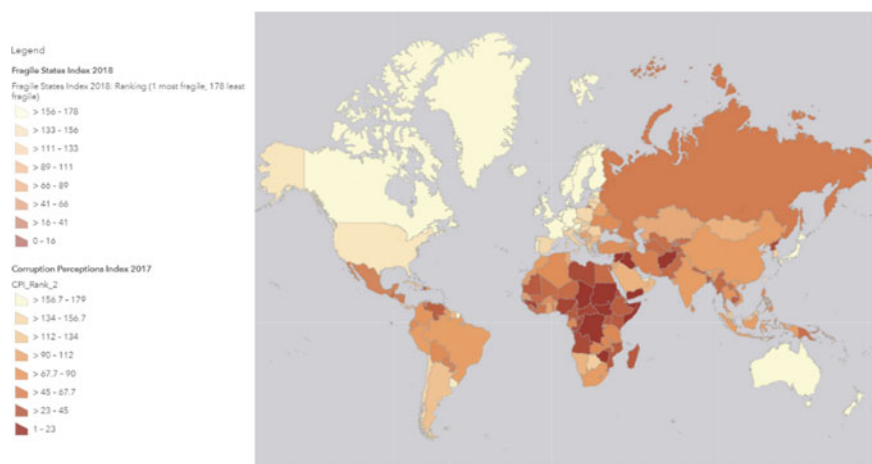 Legend
Fragile States Index 2018
Fragile States Index 2018: Ranking (1 most fragile, 178 least
fragile)
> 156 - 178
> 133 - 156
> 111 - 133
> 89 - 111
> 66 - 89
> 41 - 66
> 16 - 41
0 - 16
Corruption Perceptions Index 2017
CPI_Rank_2
> 156.7 - 179
> 134 - 156.7
> 112 - 134
> 90 - 112
> 67.7 - 90
> 45 - 67.7
> 23 - 45
1 - 23